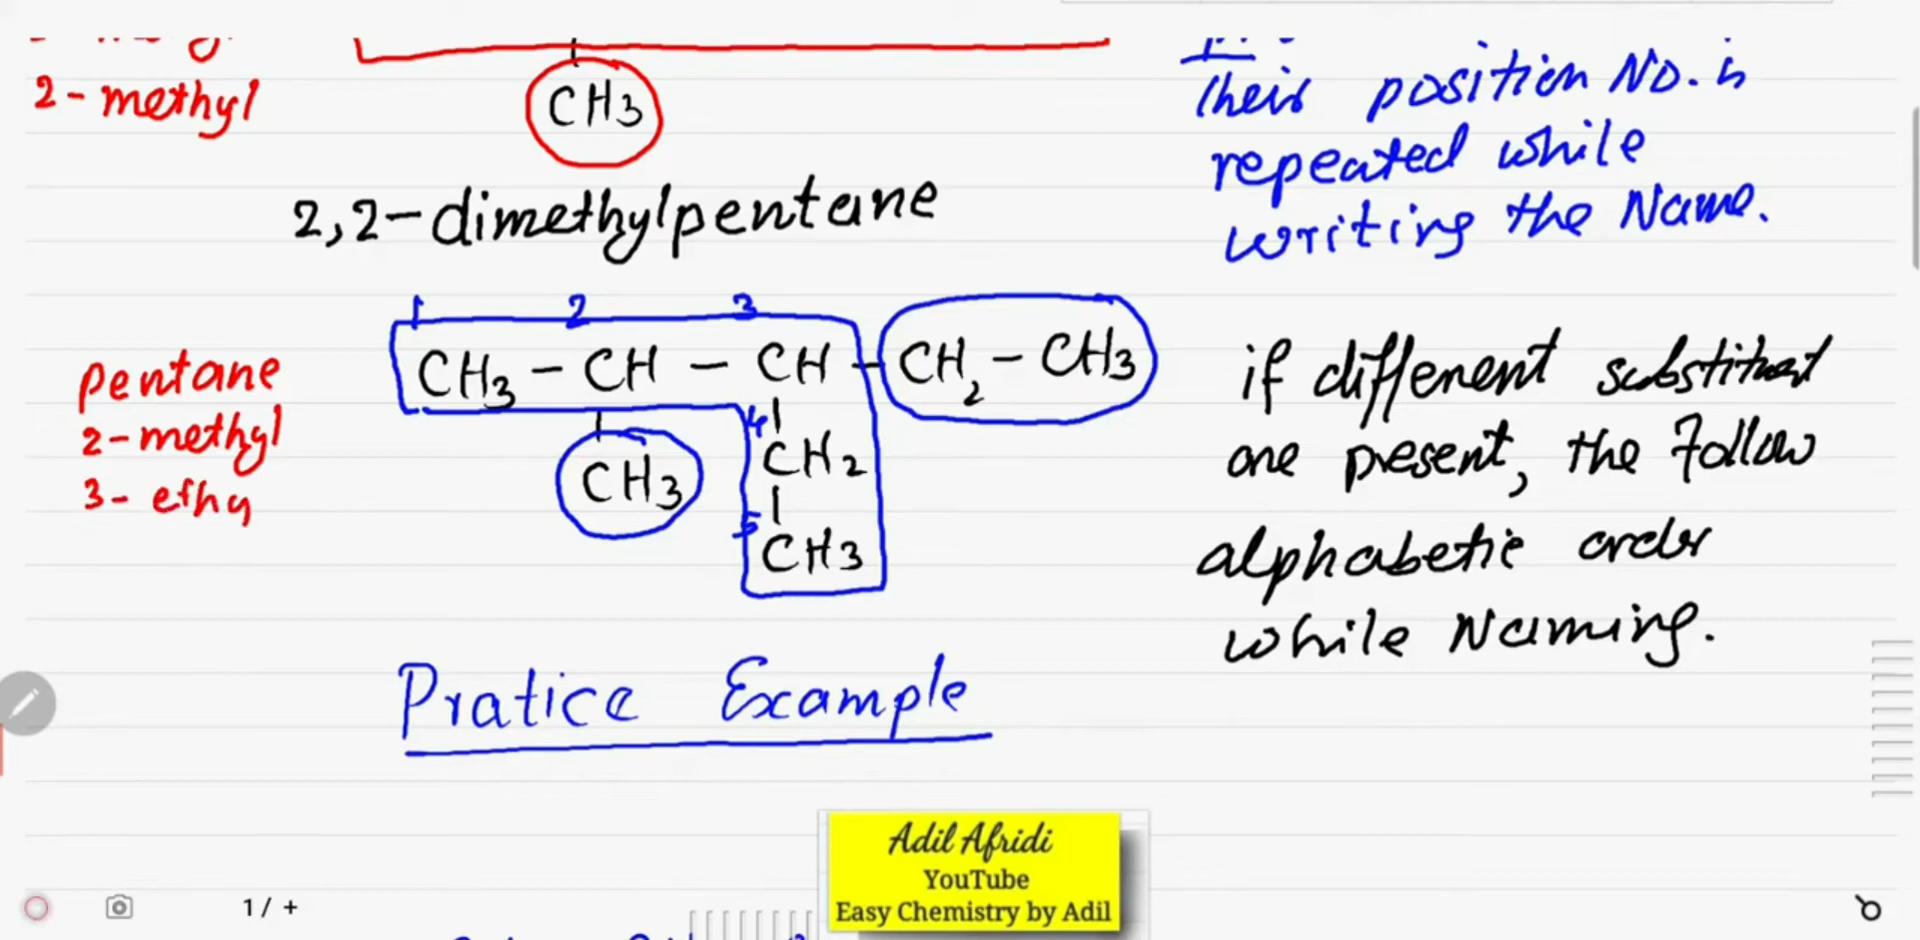 2-methyl
CH3
2,2-dimethylpentane
Their position No. is
repeated while
writing the Name.
1 2 3
CH3 - CH - CH - CH2 - CH3
4
CH3
CH2
5
CH3
pentane
2-methyl
3-ethy
if different substituent
are present, the follow
alphabetic order
while Naming.
Pratice Example
Adil Afridi
YouTube
Easy Chemistry by Adil
1 / +